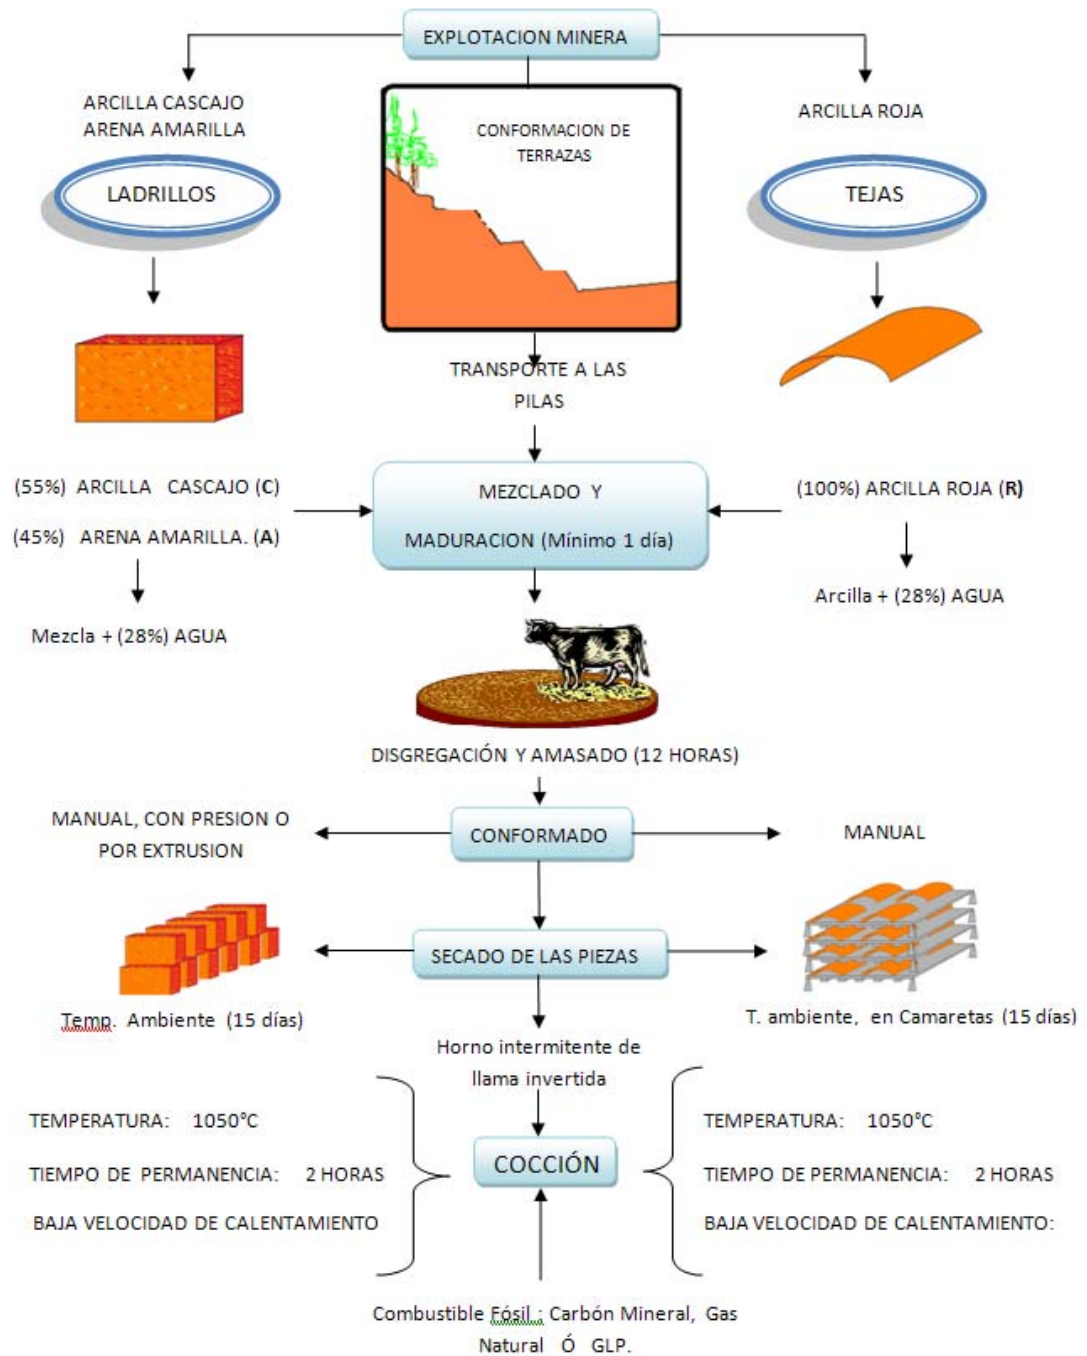 EXPLOTACION MINERA
ARCILLA CASCAJO
ARENA AMARILLA
LADRILLOS
CONFORMACION DE
TERRAZAS
ARCILLA ROJA
TEJAS
TRANSPORTE A LAS
PILAS
(55%) ARCILLA CASCAJO (C)
(45%) ARENA AMARILLA. (A)
Mezcla + (28%) AGUA
MEZCLADO Y
MADURACION (Mínimo 1 día)
(100%) ARCILLA ROJA (R)
Arcilla + (28%) AGUA
DISGREGACIÓN Y AMASADO (12 HORAS)
MANUAL, CON PRESION O
POR EXTRUSION
CONFORMADO
MANUAL
SECADO DE LAS PIEZAS
Temp. Ambiente (15 días)
T. ambiente, en Camaretas (15 días)
Horno intermitente de
llama invertida
TEMPERATURA: 1050°C
TIEMPO DE PERMANENCIA: 2 HORAS
BAJA VELOCIDAD DE CALENTAMIENTO
COCCIÓN
TEMPERATURA: 1050°C
TIEMPO DE PERMANENCIA: 2 HORAS
BAJA VELOCIDAD DE CALENTAMIENTO:
Combustible Fósil : Carbón Mineral, Gas
Natural Ó GLP.